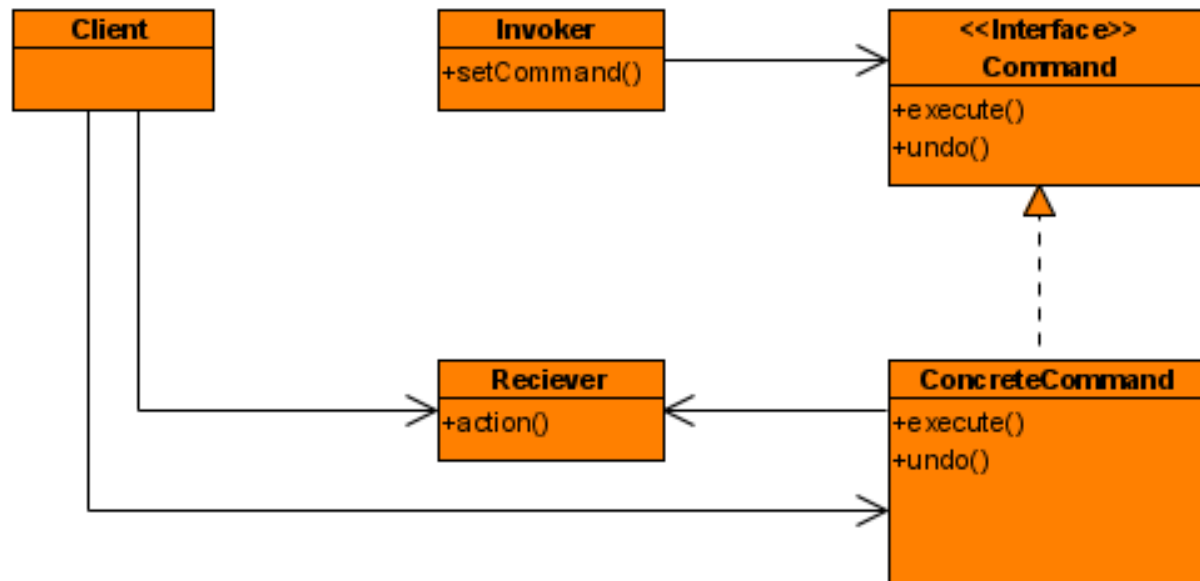 Client
Invoker
+setCommand()
<<Interface>>
Command
+execute()
+undo()
Reciever
+action()
ConcreteCommand
+execute()
+undo()